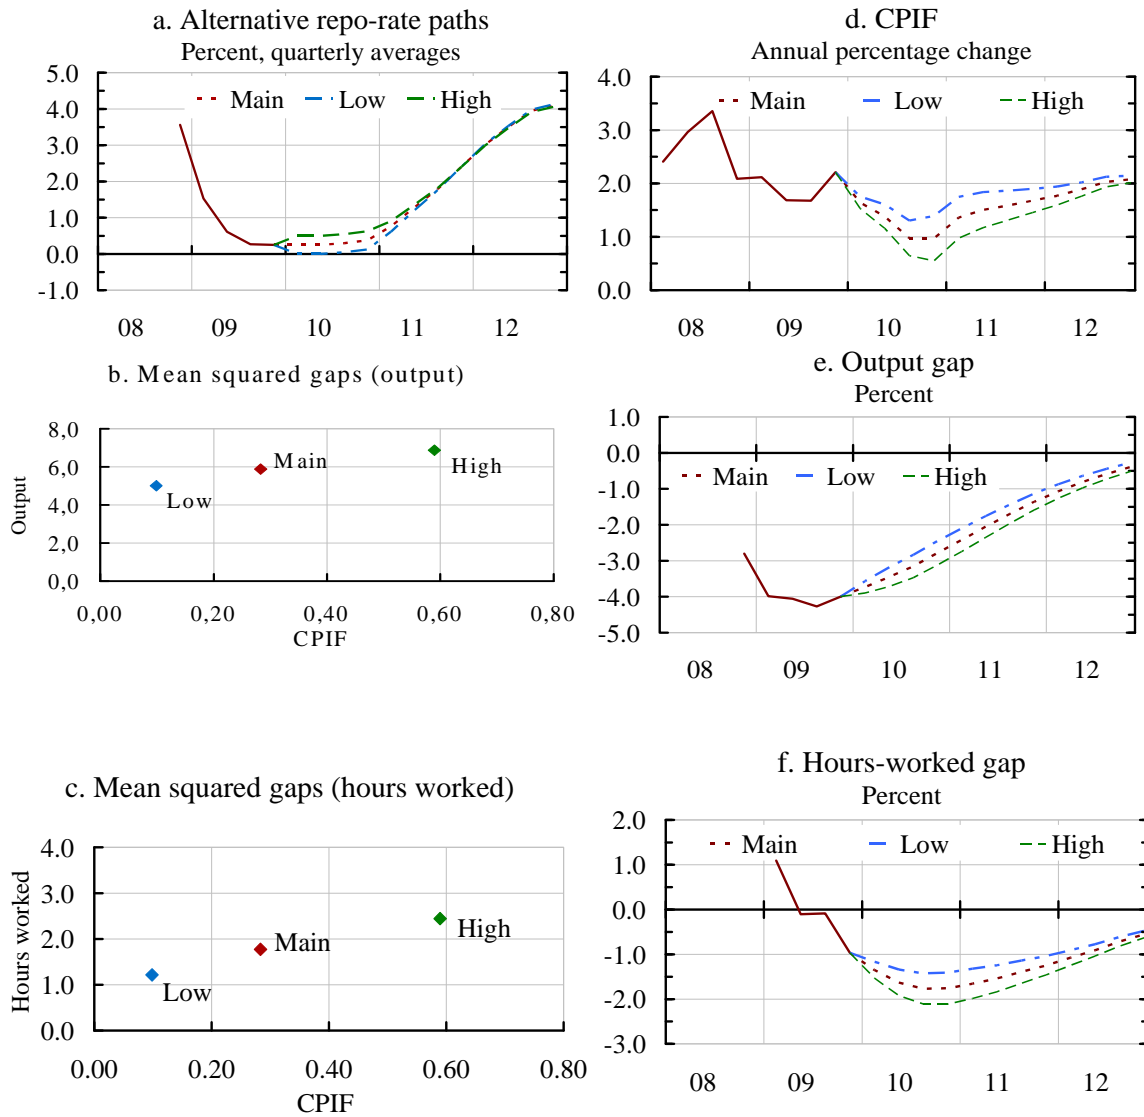 a. Alternative repo-rate paths
Percent, quarterly averages
Main Low High
5.0
4.0
3.0
2.0
1.0
0.0
-1.0
08 09 10 11 12
b. Mean squared gaps (output)
Output
8,0
6,0
4,0
2,0
0,0
Main
High
Low
0,00 0,20 0,40 0,60 0,80
CPIF
c. Mean squared gaps (hours worked)
Hours worked
4.0
3.0
2.0
1.0
0.0
High
Main
Low
0.00 0.20 0.40 0.60 0.80
CPIF
d. CPIF
Annual percentage change
Main Low High
4.0
3.0
2.0
1.0
0.0
08 09 10 11 12
e. Output gap
Percent
1.0
0.0
-1.0
-2.0
-3.0
-4.0
-5.0
Main Low High
08 09 10 11 12
f. Hours-worked gap
Percent
2.0
1.0
0.0
-1.0
-2.0
-3.0
Main Low High
08 09 10 11 12